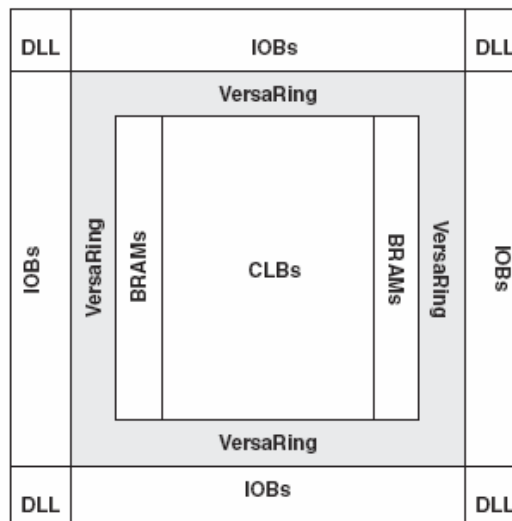 DLL IOBs DLL
VersaRing
IOBs VersaRing BRAMs CLBs BRAMs VersaRing IOBs
VersaRing
DLL IOBs DLL